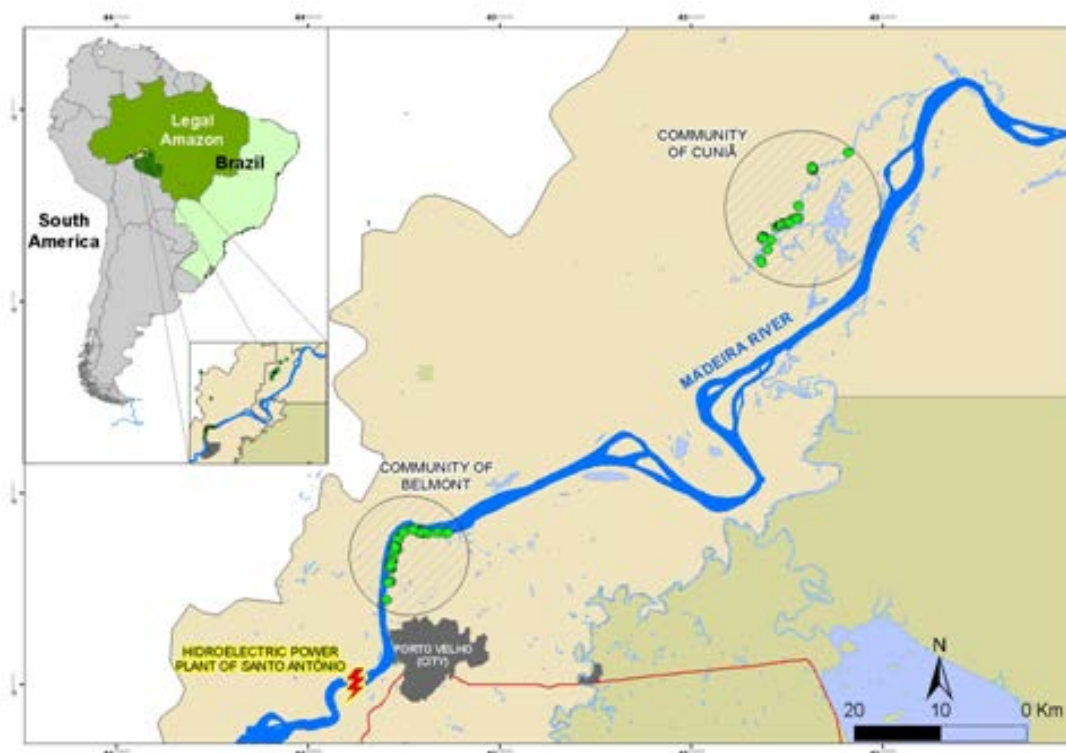 Legal
Amazon
Brazil
South
America
COMMUNITY
OF CUNIÃ
MADEIRA RIVER
COMMUNITY OF
BELMONT
HIDROELECTRIC POWER
PLANT OF SANTO ANTÔNIO
PORTO VELHO
(CITY)
N
20 10 0 Km